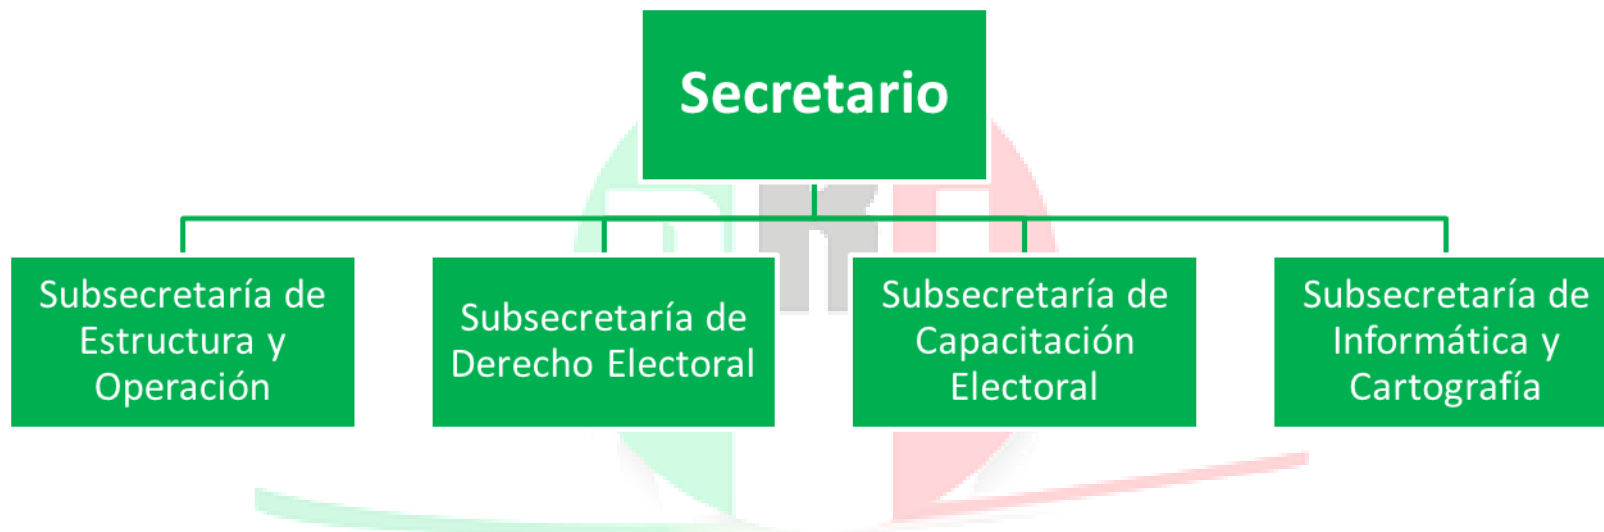 Secretario
Subsecretaría de
Estructura y
Operación
Subsecretaría de
Derecho Electoral
Subsecretaría de
Capacitación
Electoral
Subsecretaría de
Informática y
Cartografía